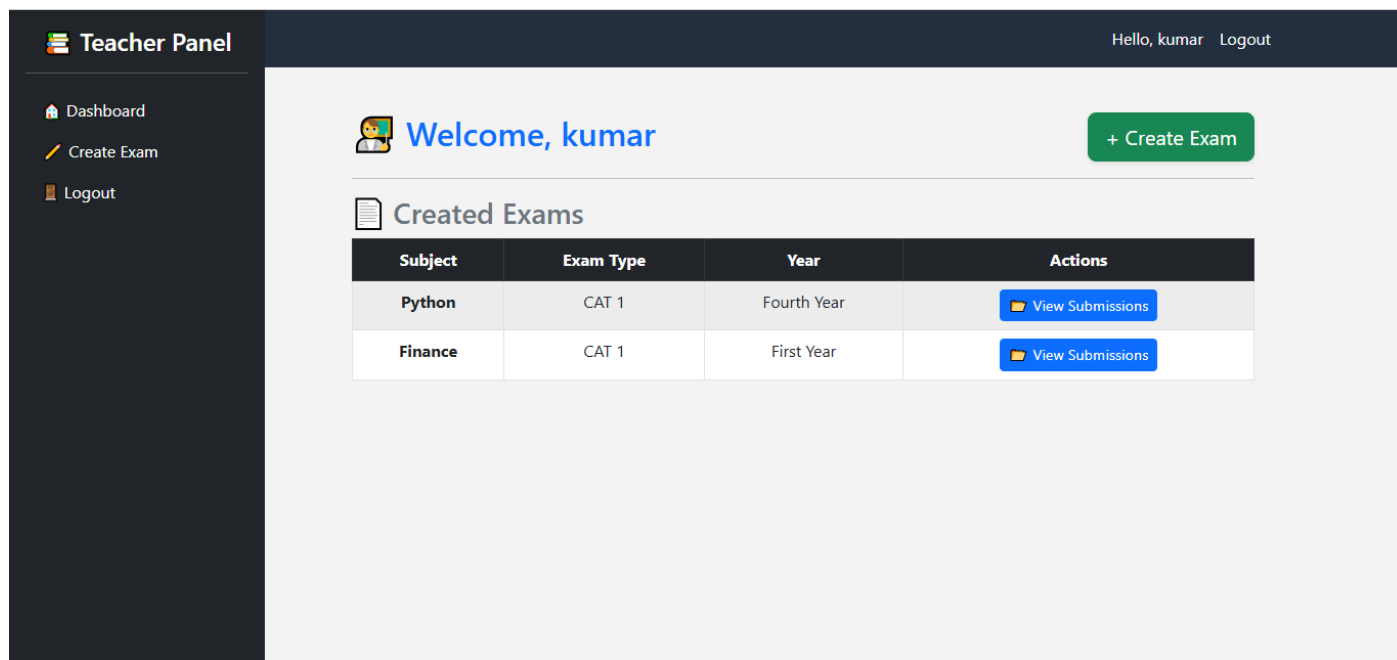 Teacher Panel
Hello, kumar Logout
Dashboard
Create Exam
Logout
Welcome, kumar
+ Create Exam
Created Exams
Subject Exam Type Year Actions
Python CAT 1 Fourth Year View Submissions
Finance CAT 1 First Year View Submissions